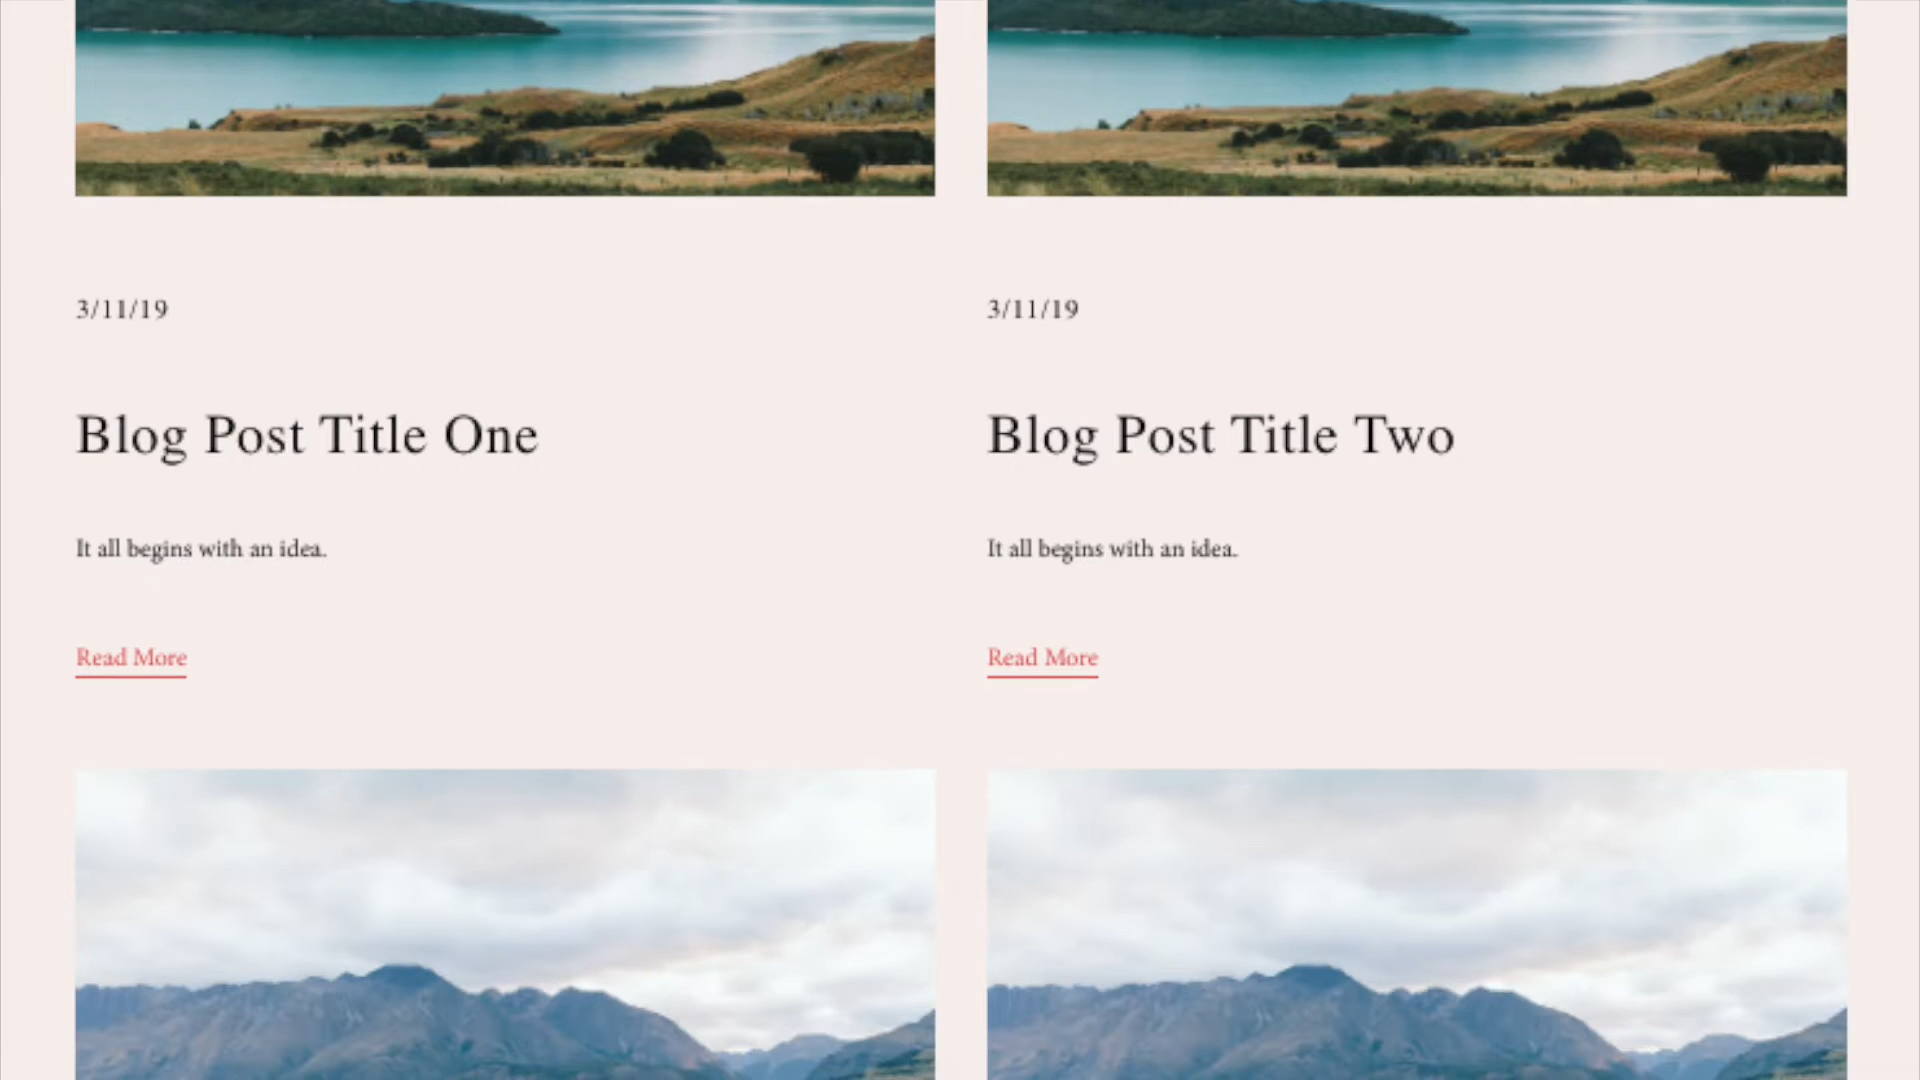 3/11/19
Blog Post Title One
It all begins with an idea.
Read More
3/11/19
Blog Post Title Two
It all begins with an idea.
Read More